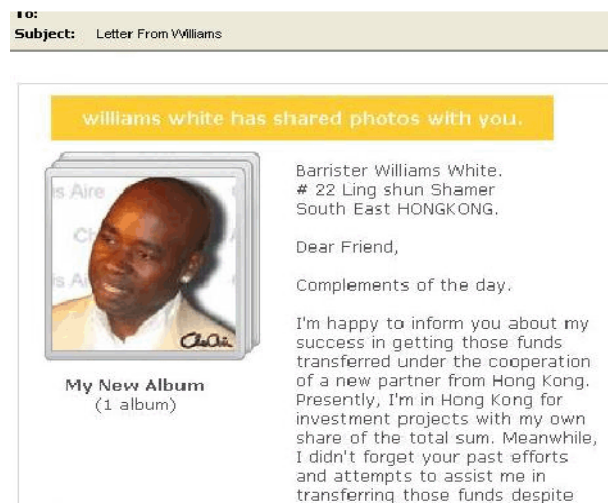 To:
Subject: Letter From Williams
williams white has shared photos with you.
My New Album
(1 album)
Barrister Williams White.
# 22 Ling shun Shamer
South East HONGKONG.
Dear Friend,
Complements of the day.
I'm happy to inform you about my
success in getting those funds
transferred under the cooperation
of a new partner from Hong Kong.
Presently, I'm in Hong Kong for
investment projects with my own
share of the total sum. Meanwhile,
I didn't forget your past efforts
and attempts to assist me in
transferring those funds despite